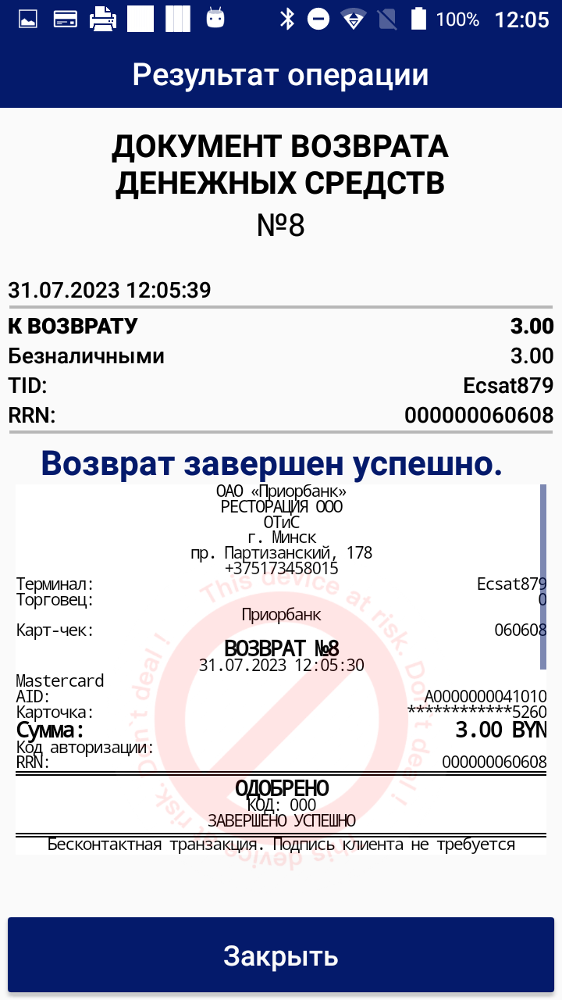 100% 12:05
Результат операции
ДОКУМЕНТ ВОЗВРАТА
ДЕНЕЖНЫХ СРЕДСТВ
№8
31.07.2023 12:05:39
К ВОЗВРАТУ 3.00
Безналичными 3.00
TID: Ecsat879
RRN: 000000060608
Возврат завершен успешно.
ОАО «Приорбанк»
РЕСТОРАЦИЯ ООО
ОТиС
г. Минск
пр. Партизанский, 178
+375173458015
Терминал: Ecsat879
Торговец: 0
Приорбанк
Карт-чек: 060608
ВОЗВРАТ №8
31.07.2023 12:05:30
Mastercard
AID: A0000000041010
Карточка: ************5260
Сумма: 3.00 BYN
Код авторизации:
RRN: 000000060608
ОДОБРЕНО
КОД: 000
ЗАВЕРШЕНО УСПЕШНО
Бесконтактная транзакция. Подпись клиента не требуется
This device at risk. Don`t deal !
This device at risk. Don`t deal !
Закрыть